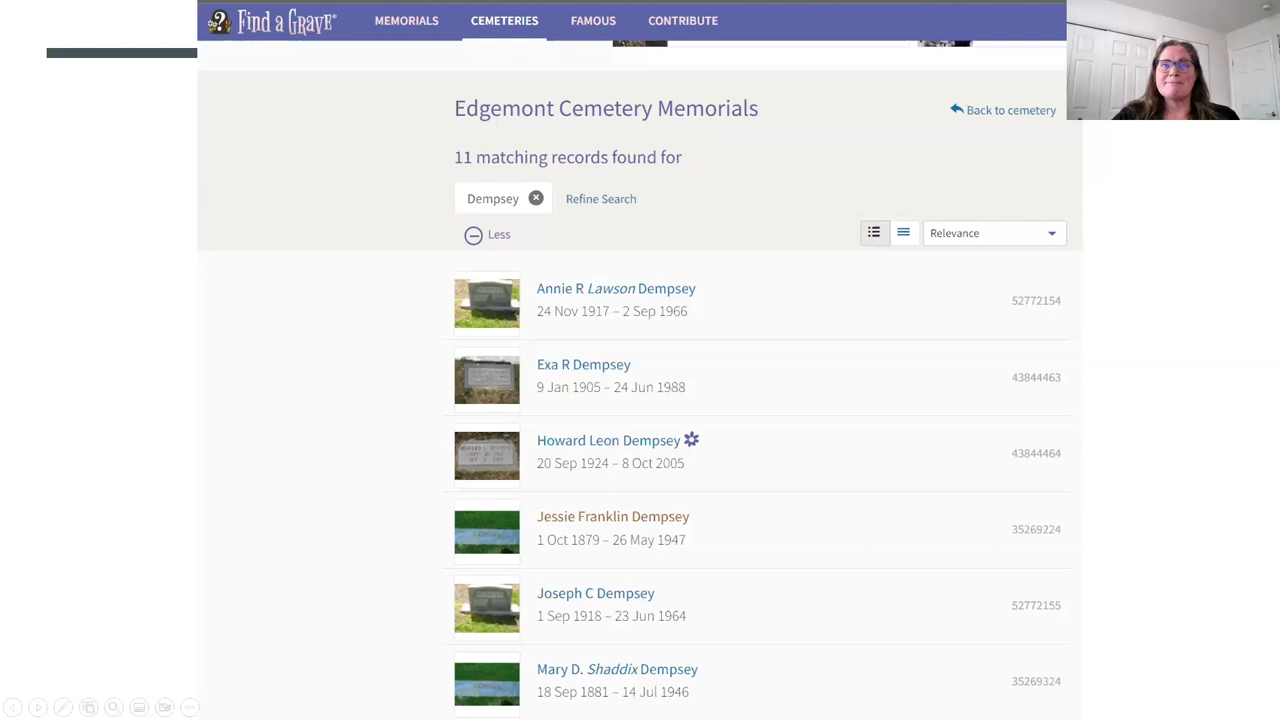 Find a Grave®
MEMORIALS
CEMETERIES
FAMOUS
CONTRIBUTE
Edgemont Cemetery Memorials
Back to cemetery
11 matching records found for
Dempsey
Refine Search
Less
Relevance
Annie R Lawson Dempsey
24 Nov 1917 – 2 Sep 1966
52772154
Exa R Dempsey
9 Jan 1905 – 24 Jun 1988
43844463
Howard Leon Dempsey
20 Sep 1924 – 8 Oct 2005
43844464
Jessie Franklin Dempsey
1 Oct 1879 – 26 May 1947
35269224
Joseph C Dempsey
1 Sep 1918 – 23 Jun 1964
52772155
Mary D. Shaddix Dempsey
18 Sep 1881 – 14 Jul 1946
35269324